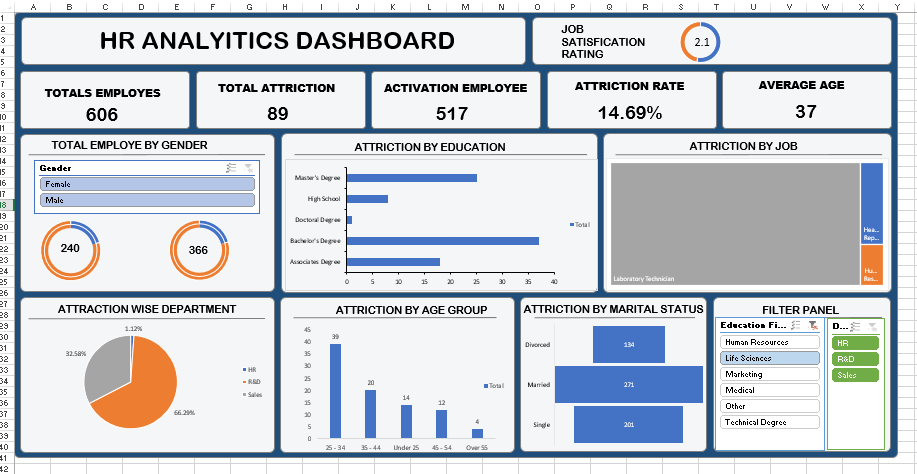 A B C D E F G H I J K L M N O P Q R S T U V W X Y
HR ANALYITICS DASHBOARD
JOB
SATISFICATION
RATING
2.1
TOTALS EMPLOYES
606
TOTAL ATTRICTION
89
ACTIVATION EMPLOYEE
517
ATTRICTION RATE
14.69%
AVERAGE AGE
37
TOTAL EMPLOYE BY GENDER
Gender
Female
Male
240
366
ATTRICTION BY EDUCATION
Master's Degree
High School
Doctoral Degree
Bachelor's Degree
Associates Degree
0 5 10 15 20 25 30 35 40
Total
ATTRICTION BY JOB
Laboratory Technician
Hea...
Rep...
Hu...
Res...
ATTRACTION WISE DEPARTMENT
1.12%
32.58%
66.29%
HR
R&D
Sales
ATTRICTION BY AGE GROUP
45
40
35
30
25
20
15
10
5
0
39
20
14
12
4
25 - 34 35 - 44 Under 25 45 - 54 Over 55
Total
ATTRICTION BY MARITAL STATUS
Divorced
134
Married
271
Single
201
FILTER PANEL
Education Fi...
Human Resources
Life Sciences
Marketing
Medical
Other
Technical Degree
D...
HR
R&D
Sales